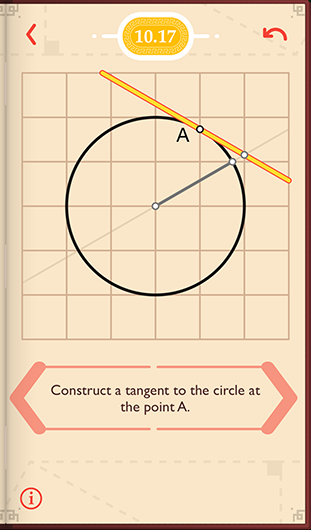 10.17
A
Construct a tangent to the circle at
the point A.
i